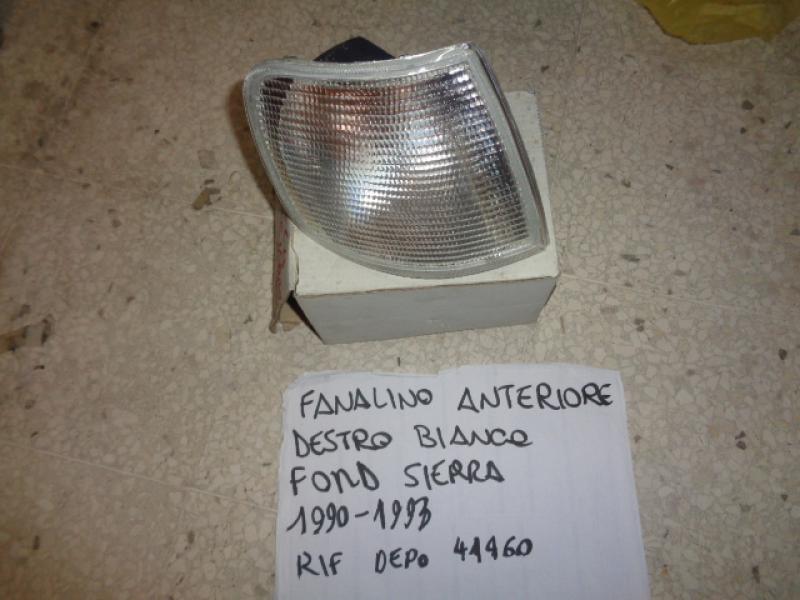 FANALINO ANTERIORE
DESTRO BIANCO
FORD SIERRA
1990-1993
RIF DEPO 41460